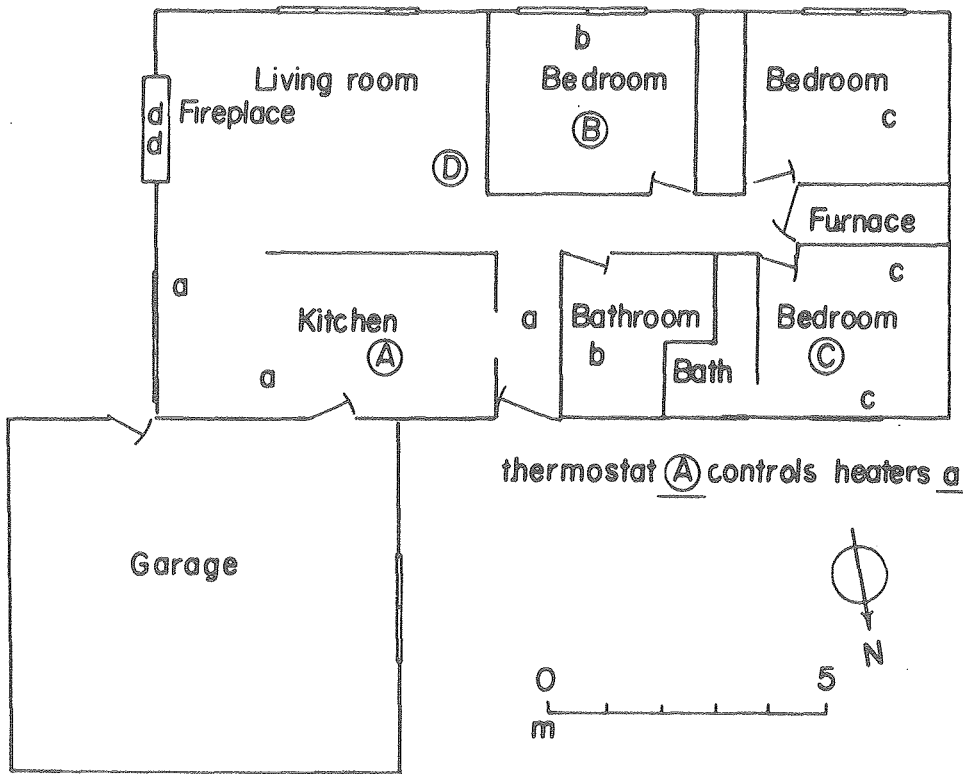 b
Living room Bedroom Bedroom
d Fireplace B c
d
D
Furnace
c
a
Kitchen a Bathroom Bedroom
A b C
a Bath
c
thermostat A controls heaters a
Garage
N
0 5
m